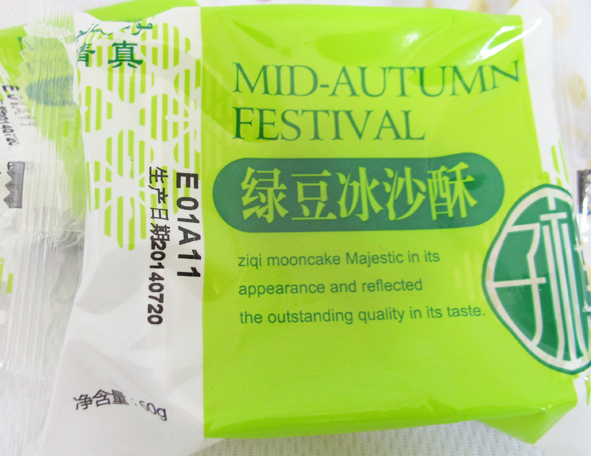 清真
MID-AUTUMN
FESTIVAL
绿豆冰沙酥
ziqi mooncake Majestic in its
appearance and reflected
the outstanding quality in its taste.
E01A11
生产日期20140720
净含量:60g
子